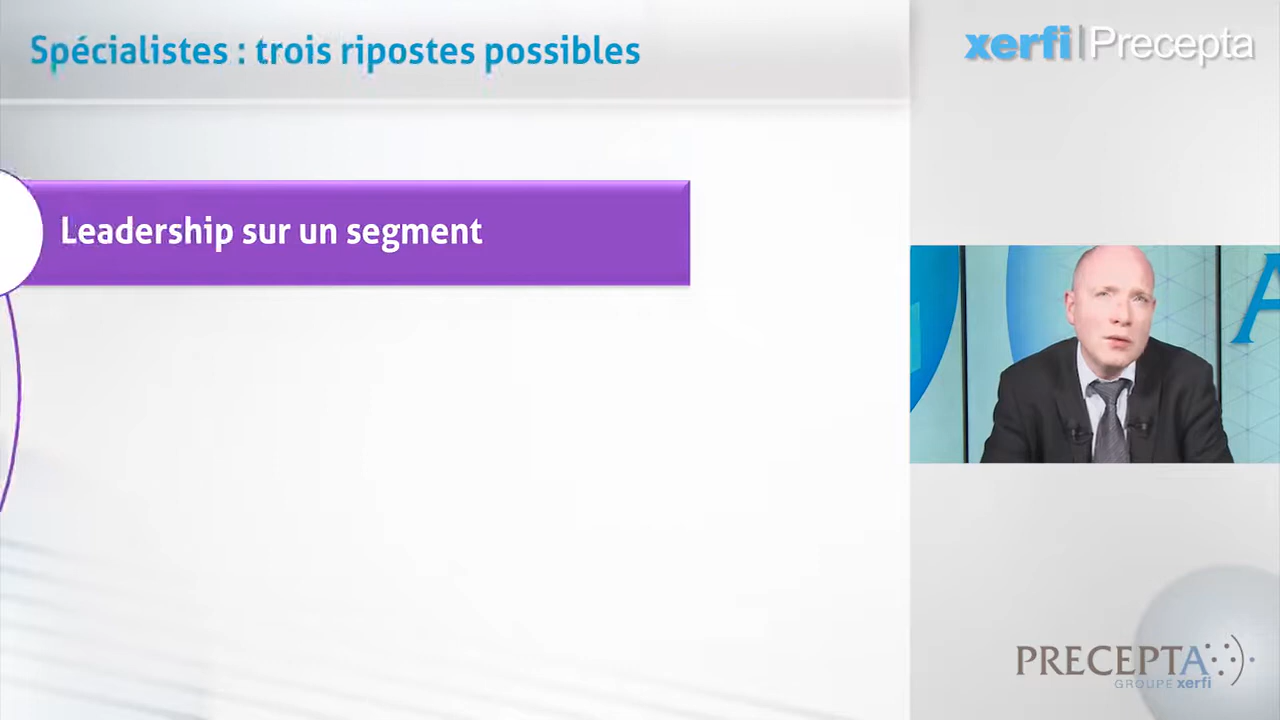 Spécialistes : trois ripostes possibles
xerfi Precepta
Leadership sur un segment
A
PRECEPTA
GROUPE xerfi